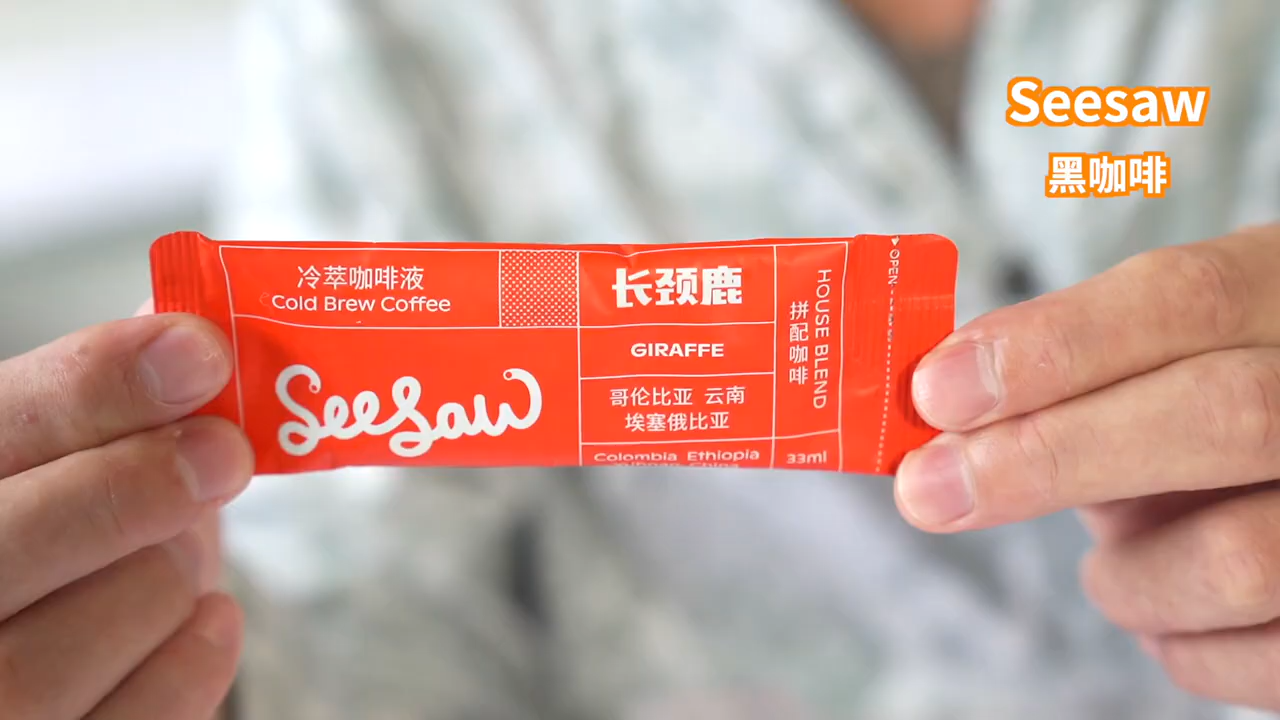 Seesaw
黑咖啡
冷萃咖啡液
Cold Brew Coffee
Seesaw
长颈鹿
GIRAFFE
哥伦比亚 云南
埃塞俄比亚
Colombia Ethiopia
HOUSE BLEND
拼配咖啡
33ml
OPEN